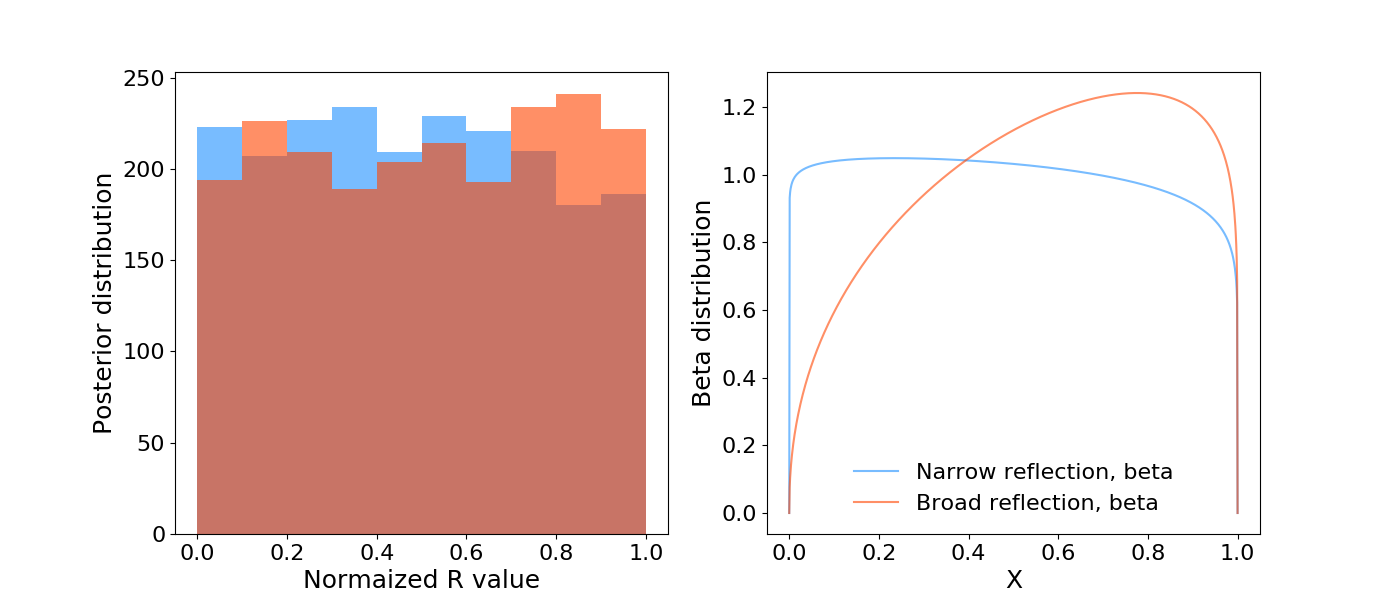 Posterior distribution
250
200
150
100
50
0
0.0 0.2 0.4 0.6 0.8 1.0
Normaized R value
Beta distribution
1.2
1.0
0.8
0.6
0.4
0.2
0.0
Narrow reflection, beta
Broad reflection, beta
0.0 0.2 0.4 0.6 0.8 1.0
X